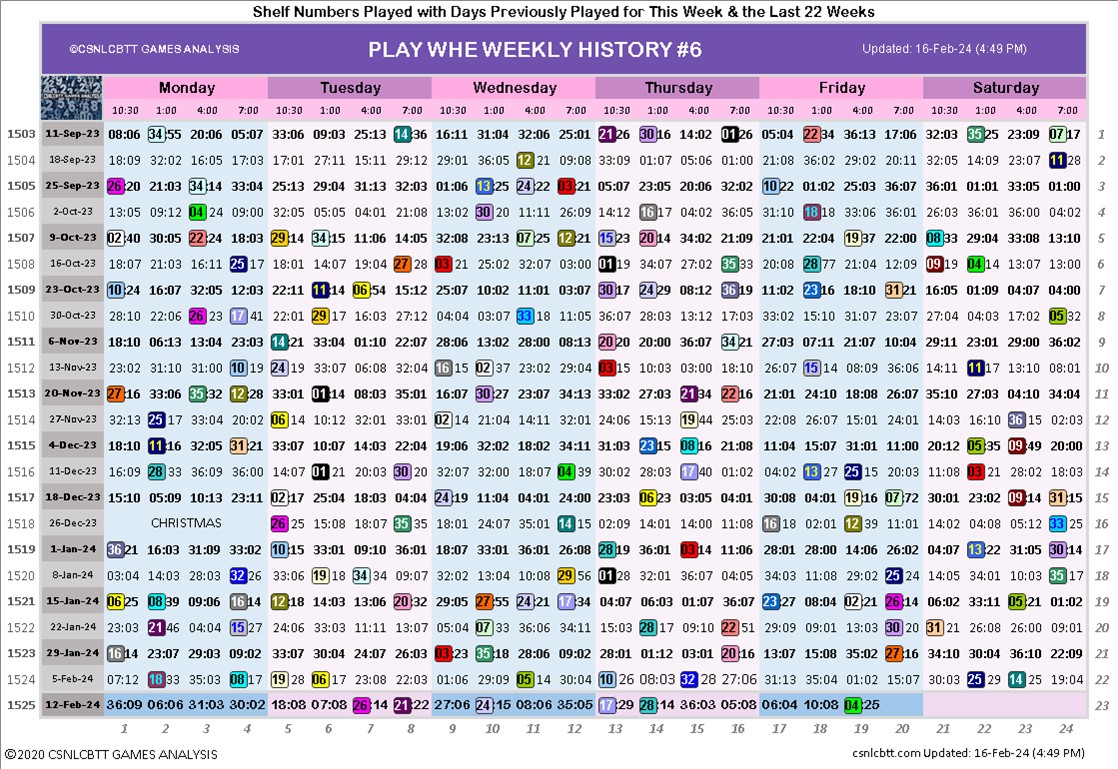 Shelf Numbers Played with Days Previously Played for This Week & the Last 22 Weeks
©CSNLCBTT GAMES ANALYSIS PLAY WHE WEEKLY HISTORY #6 Updated: 16-Feb-24 (4:49 PM)
Monday Tuesday Wednesday Thursday Friday Saturday
10:30 1:00 4:00 7:00 10:30 1:00 4:00 7:00 10:30 1:00 4:00 7:00 10:30 1:00 4:00 7:00 10:30 1:00 4:00 7:00 10:30 1:00 4:00 7:00
1503 11-Sep-23 08:06 34:55 20:06 05:07 33:06 09:03 25:13 14:36 16:11 31:04 32:06 25:01 21:26 30:16 14:02 01:26 05:04 22:34 36:13 17:06 32:03 35:25 23:09 07:17 1
1504 18-Sep-23 18:09 32:02 16:05 17:03 17:01 27:11 15:11 29:12 29:01 36:05 12:21 09:08 33:09 01:07 05:06 01:00 21:08 36:02 29:02 20:11 32:05 14:09 23:07 11:28 2
1505 25-Sep-23 26:20 21:03 34:14 33:04 25:13 29:04 31:13 32:03 01:06 13:25 24:22 03:21 05:07 23:05 20:06 32:02 10:22 01:02 25:03 36:07 36:01 01:01 33:05 01:00 3
1506 2-Oct-23 13:05 09:12 04:24 09:00 32:05 05:05 04:01 21:08 13:02 30:20 11:11 26:09 14:12 16:17 04:02 36:05 31:10 18:18 33:06 36:01 26:03 36:01 36:00 04:02 4
1507 9-Oct-23 02:40 30:05 22:24 18:03 29:14 34:15 11:06 14:05 32:08 23:13 07:25 12:21 15:23 20:14 34:02 21:09 21:01 22:04 19:37 22:00 08:33 29:04 33:08 13:10 5
1508 16-Oct-23 18:07 21:03 16:11 25:17 18:01 14:07 19:04 27:28 03:21 25:02 32:07 03:00 01:19 34:07 27:02 35:33 20:08 28:77 21:04 12:09 09:19 04:14 13:07 13:00 6
1509 23-Oct-23 10:24 16:07 32:05 12:03 22:11 11:14 06:54 15:12 25:07 10:02 11:01 03:07 30:17 24:29 08:12 36:19 11:02 23:16 18:10 31:21 16:05 01:09 04:07 04:00 7
1510 30-Oct-23 28:10 22:06 26:23 17:41 22:01 29:17 16:03 27:12 04:04 03:07 33:18 11:05 36:07 28:03 13:12 17:03 33:02 15:10 31:03 08:08 27:04 04:03 17:02 05:32 8
1511 6-Nov-23 18:10 06:13 13:04 23:03 14:21 33:04 01:10 22:07 28:06 13:02 28:00 08:13 20:20 20:00 36:07 34:21 27:03 07:11 21:07 10:04 29:11 23:01 29:00 36:02 9
1512 13-Nov-23 23:02 31:10 31:00 10:19 24:19 33:07 06:08 32:04 16:15 02:37 23:02 29:04 03:15 10:03 03:00 18:10 26:07 15:14 08:09 36:06 14:11 11:17 13:10 08:01 10
1513 20-Nov-23 27:16 33:06 35:32 12:28 33:01 01:14 08:03 35:01 16:07 30:27 23:07 34:13 33:02 27:03 21:34 22:16 21:01 24:10 18:08 26:07 35:10 27:03 04:10 34:04 11
1514 27-Nov-23 32:13 25:17 33:04 20:02 06:14 10:12 32:01 33:01 02:14 21:04 14:11 32:01 24:06 15:13 19:44 23:08 22:08 26:07 15:01 24:01 14:03 16:10 36:15 02:03 12
1515 4-Dec-23 18:10 11:16 32:05 31:21 33:07 10:07 14:03 22:04 19:06 32:02 18:02 34:11 31:03 23:15 08:16 21:08 11:04 15:07 13:01 11:00 20:12 05:35 09:49 20:00 13
1516 11-Dec-23 16:09 28:33 36:09 36:00 14:07 01:21 20:03 30:20 32:07 32:00 18:07 04:39 30:02 28:03 17:40 01:02 04:02 13:27 25:15 20:03 11:08 03:21 28:02 18:03 14
1517 18-Dec-23 15:10 05:09 10:13 23:11 02:17 25:04 18:03 04:04 24:19 11:04 04:01 24:00 23:03 06:23 03:05 04:01 30:08 04:01 19:16 07:72 30:01 23:02 09:14 31:15 15
1518 26-Dec-23 CHRISTMAS 26:25 15:08 18:07 35:35 18:01 24:07 35:01 14:15 02:09 14:01 14:00 11:08 16:18 02:01 12:39 01:06 14:02 04:08 05:12 33:25 16
1519 1-Jan-24 36:21 16:03 31:09 33:02 10:15 33:01 09:10 36:01 18:07 33:01 36:01 26:08 28:19 36:01 03:14 11:06 28:01 28:00 14:06 26:02 04:07 13:22 31:05 30:14 17
1520 8-Jan-24 03:04 14:03 28:03 32:26 33:06 19:18 34:34 09:07 32:02 13:04 10:08 29:56 01:28 32:01 36:07 04:05 34:03 11:08 29:02 25:24 14:05 34:01 10:03 35:17 18
1521 15-Jan-24 06:25 08:39 09:06 16:14 12:18 14:03 13:06 20:32 29:05 27:55 24:21 17:34 04:07 06:03 01:07 36:07 23:27 08:04 02:21 26:14 06:02 33:11 05:21 01:02 19
1522 22-Jan-24 23:03 21:46 04:04 15:27 24:06 33:03 11:11 13:07 05:04 07:20 36:06 34:11 15:03 28:17 09:10 22:51 04:03 17:08 07:03 30:20 31:21 26:08 26:00 09:01 20
1523 29-Jan-24 16:14 23:07 29:03 09:02 33:07 30:04 24:07 26:03 03:23 35:18 28:06 09:02 28:01 01:12 03:01 20:16 13:07 15:08 35:02 27:16 34:10 30:04 36:10 22:09 21
1524 5-Feb-24 07:12 18:33 35:03 08:17 19:28 06:17 23:08 22:03 01:06 29:09 05:14 30:06 10:26 08:03 32:28 27:06 31:13 35:04 01:02 15:07 30:03 25:29 14:25 19:04 22
1525 12-Feb-24 36:09 06:06 31:03 30:02 18:08 07:08 26:14 21:22 27:06 24:15 08:06 35:05 17:29 28:14 36:03 05:08 06:04 10:08 04:25 23
1 2 3 4 5 6 7 8 9 10 11 12 13 14 15 16 17 18 19 20 21 22 23 24
©2020 CSNLCBTT GAMES ANALYSIS csnlcbtt.com Updated: 16-Feb-24 (4:49 PM)